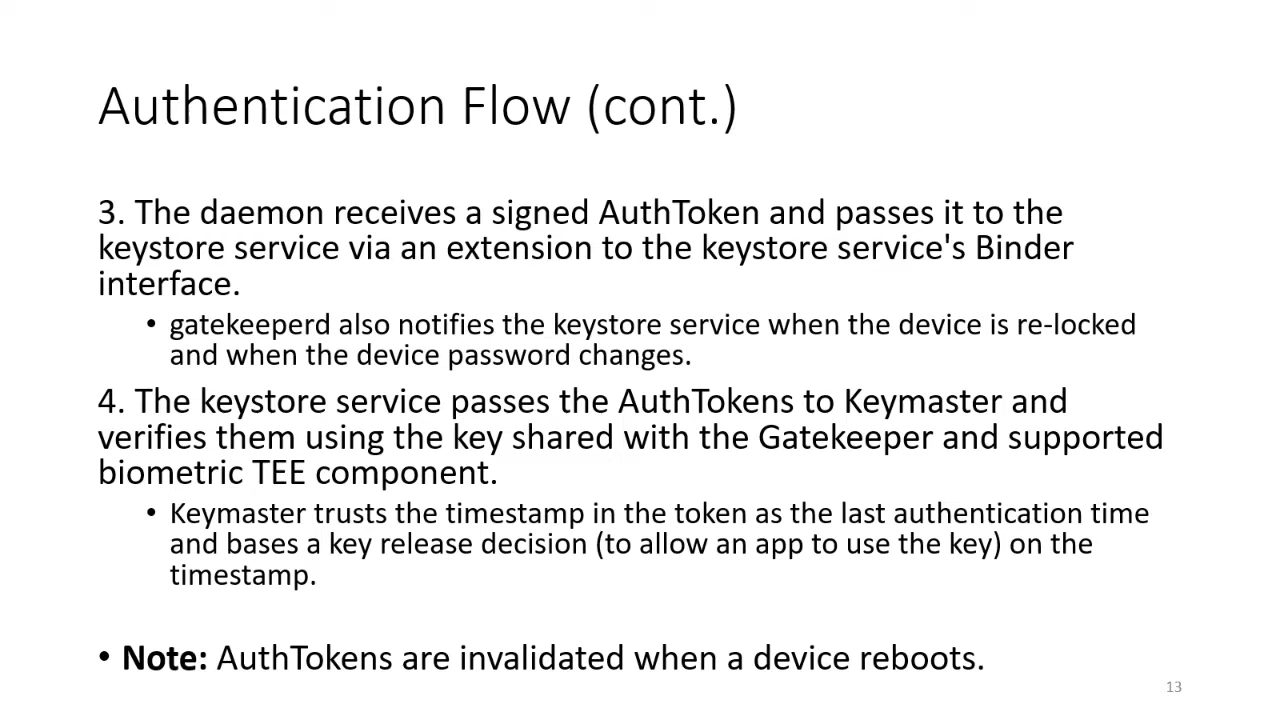 Authentication Flow (cont.)
3. The daemon receives a signed AuthToken and passes it to the
keystore service via an extension to the keystore service's Binder
interface.
• gatekeeperd also notifies the keystore service when the device is re-locked
and when the device password changes.
4. The keystore service passes the AuthTokens to Keymaster and
verifies them using the key shared with the Gatekeeper and supported
biometric TEE component.
• Keymaster trusts the timestamp in the token as the last authentication time
and bases a key release decision (to allow an app to use the key) on the
timestamp.
• Note: AuthTokens are invalidated when a device reboots.
13